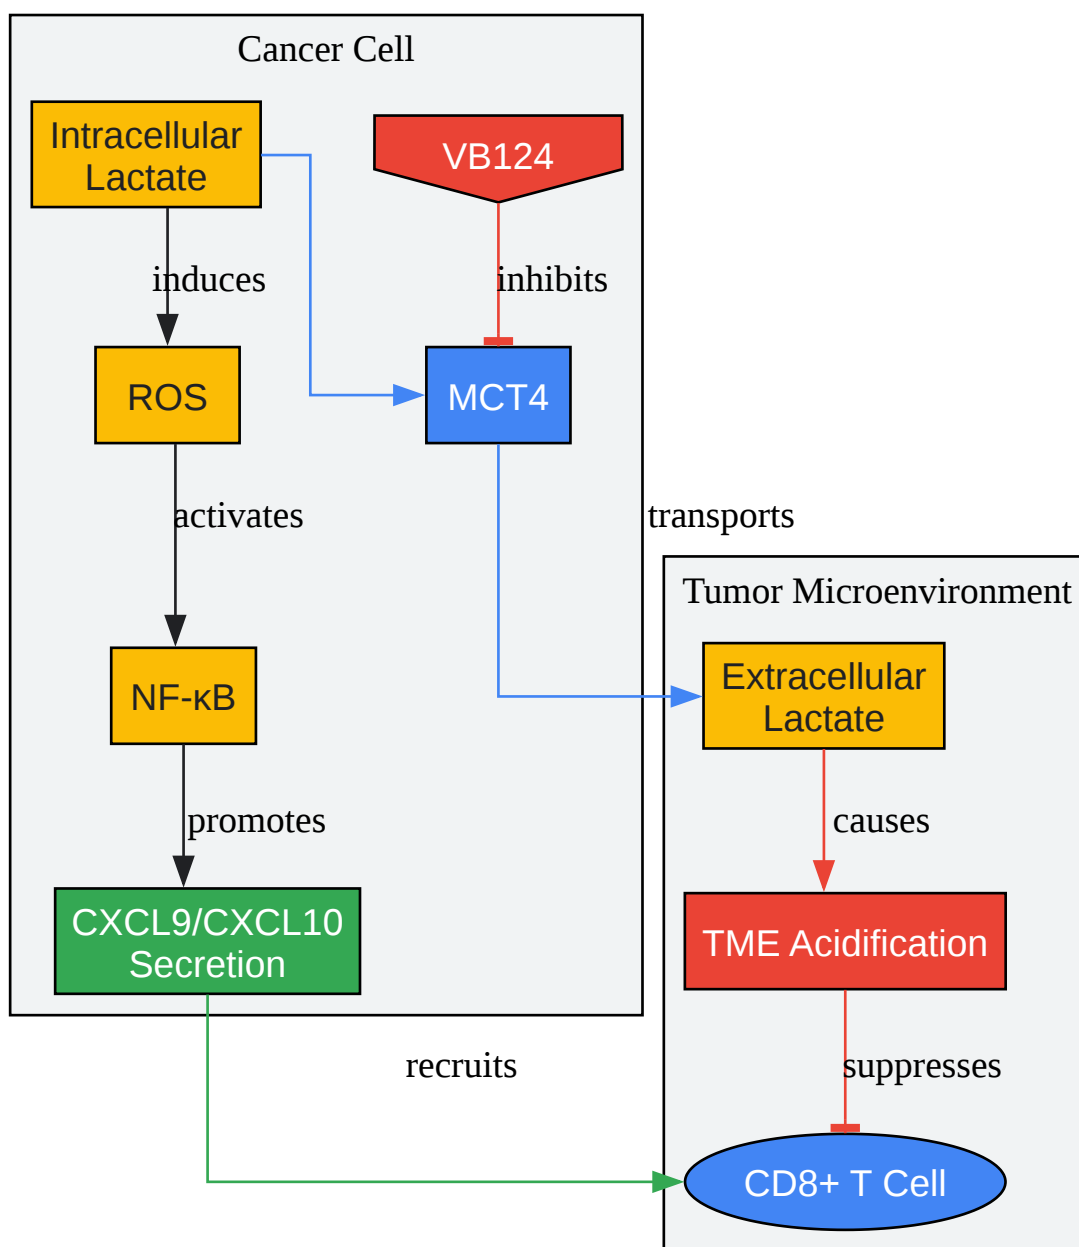 Cancer Cell
Intracellular
Lactate
VB124
induces
inhibits
ROS
MCT4
activates
transports
Tumor Microenvironment
NF-κB
Extracellular
Lactate
promotes
causes
CXCL9/CXCL10
Secretion
TME Acidification
recruits
suppresses
CD8+ T Cell